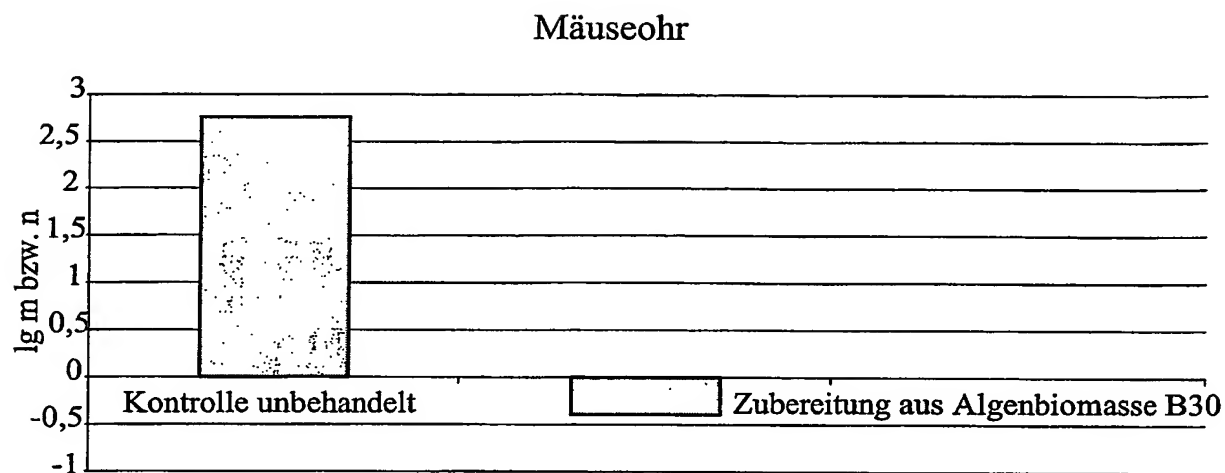 Mäuseohr
3
2,5
2
1,5
1
0,5
0
-0,5
-1
lg m bzw. n
Kontrolle unbehandelt
Zubereitung aus Algenbiomasse B30